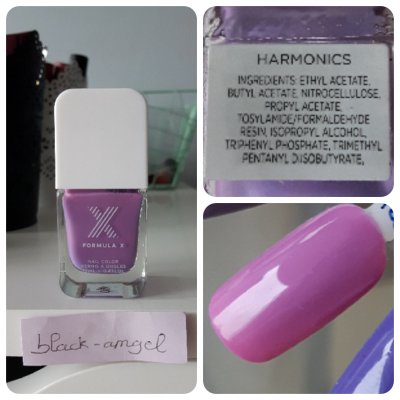 X
FORMULA X
NAIL COLOR
black-angel
HARMONICS
INGREDIENTS: ETHYL ACETATE,
BUTYL ACETATE, NITROCELLULOSE,
PROPYL ACETATE,
TOSYLAMIDE/FORMALDEHYDE
RESIN, ISOPROPYL ALCOHOL,
TRIPHENYL PHOSPHATE, TRIMETHYL
PENTANYL DIISOBUTYRATE,